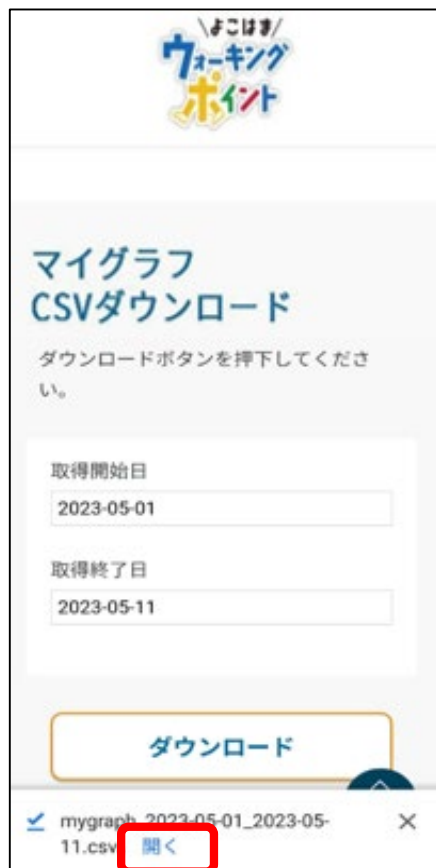 よこはま
ウォーキング
ポイント
マイグラフ
CSVダウンロード
ダウンロードボタンを押下してくださ
い。
取得開始日
2023-05-01
取得終了日
2023-05-11
ダウンロード
mygraph_2023-05-01_2023-05-
11.csv 開く